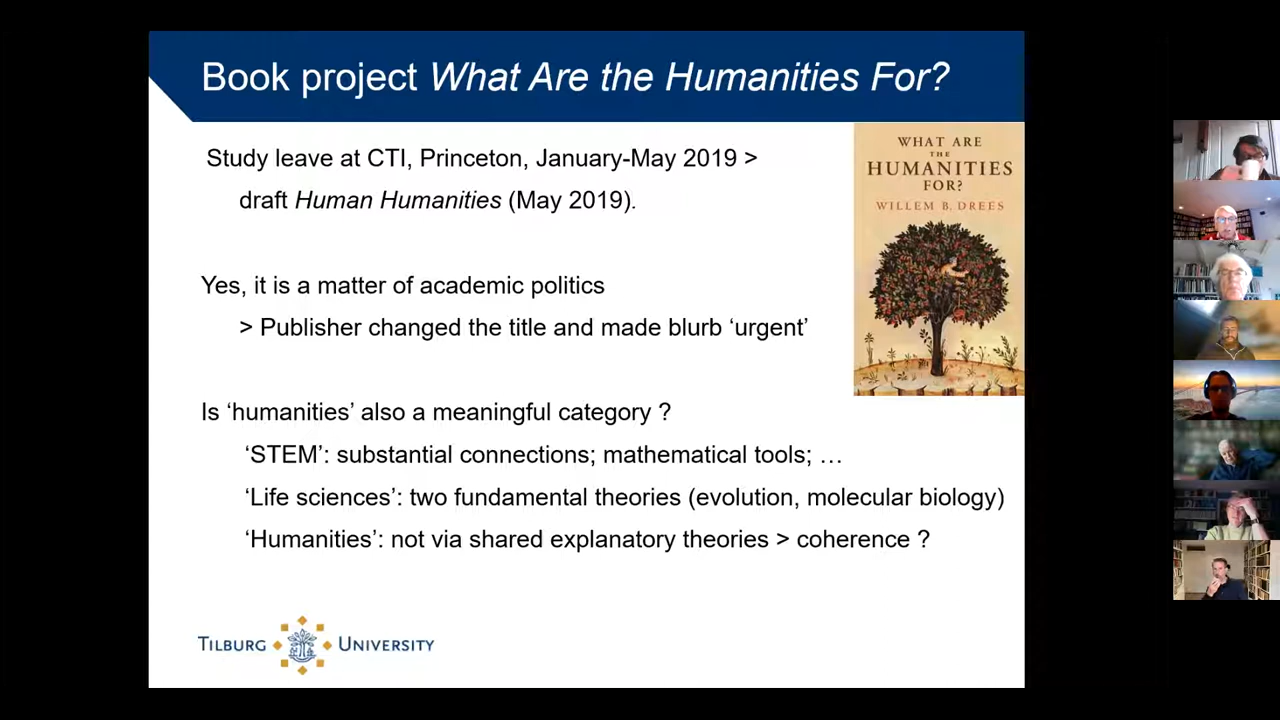 Book project What Are the Humanities For?
Study leave at CTI, Princeton, January-May 2019 >
draft Human Humanities (May 2019).
Yes, it is a matter of academic politics
> Publisher changed the title and made blurb ‘urgent’
Is ‘humanities’ also a meaningful category ?
‘STEM’: substantial connections; mathematical tools; …
‘Life sciences’: two fundamental theories (evolution, molecular biology)
‘Humanities’: not via shared explanatory theories > coherence ?
WHAT ARE
THE
HUMANITIES
FOR?
WILLEM B. DREES
TILBURG UNIVERSITY